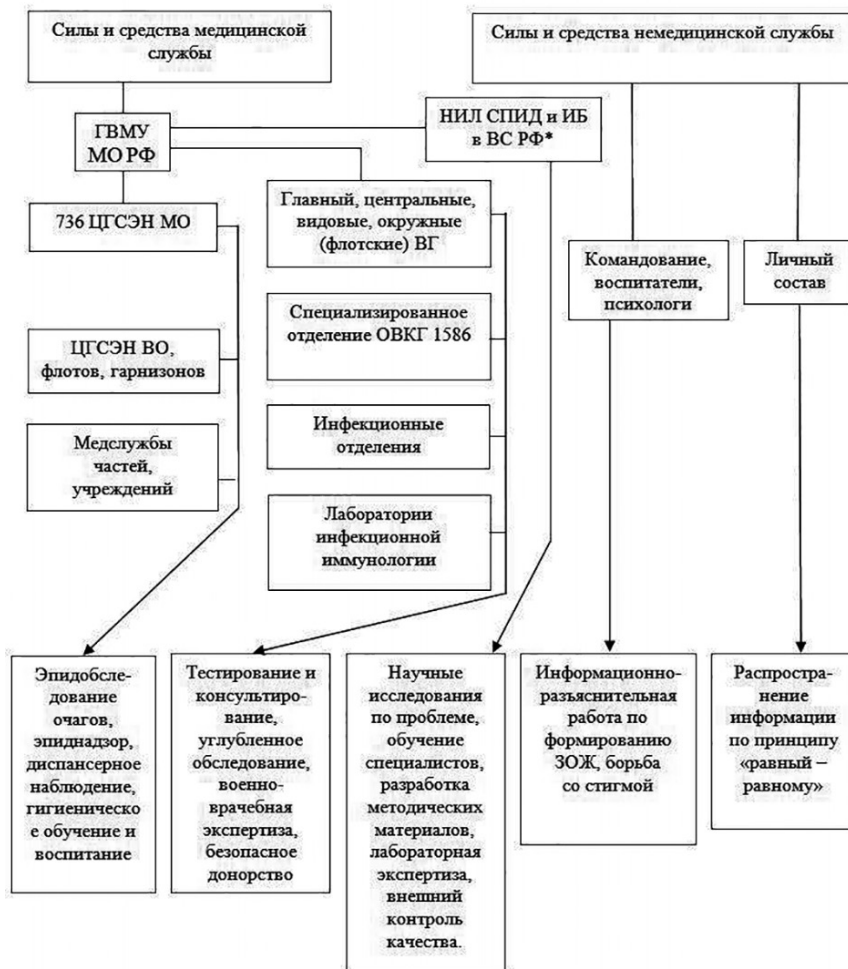 Силы и средства медицинской
службы
Силы и средства немедицинской службы
ГВМУ
МО РФ
НИЛ СПИД и ИБ
в ВС РФ*
736 ЦГСЭН МО
Главный, центральные,
видовые, окружные
(флотские) ВГ
Командование,
воспитатели,
психологи
Личный
состав
Специализированное
отделение ОВКГ 1586
ЦГСЭН ВО,
флотов, гарнизонов
Инфекционные
отделения
Медслужбы
частей,
учреждений
Лаборатории
инфекционной
иммунологии
Эпидобсле-
дование
очагов,
эпиднадзор,
диспансерное
наблюдение,
гигиеническо
е обучение и
воспитание
Тестирование и
консультиро-
вание,
углубленное
обследование,
военно-
врачебная
экспертиза,
безопасное
донорство
Научные
исследования
по проблеме,
обучение
специалистов,
разработка
методических
материалов,
лабораторная
экспертиза,
внешний
контроль
качества.
Информационно-
разъяснительная
работа по
формированию
ЗОЖ, борьба
со стигмой
Распростра-
нение
информации
по принципу
«равный –
равному»